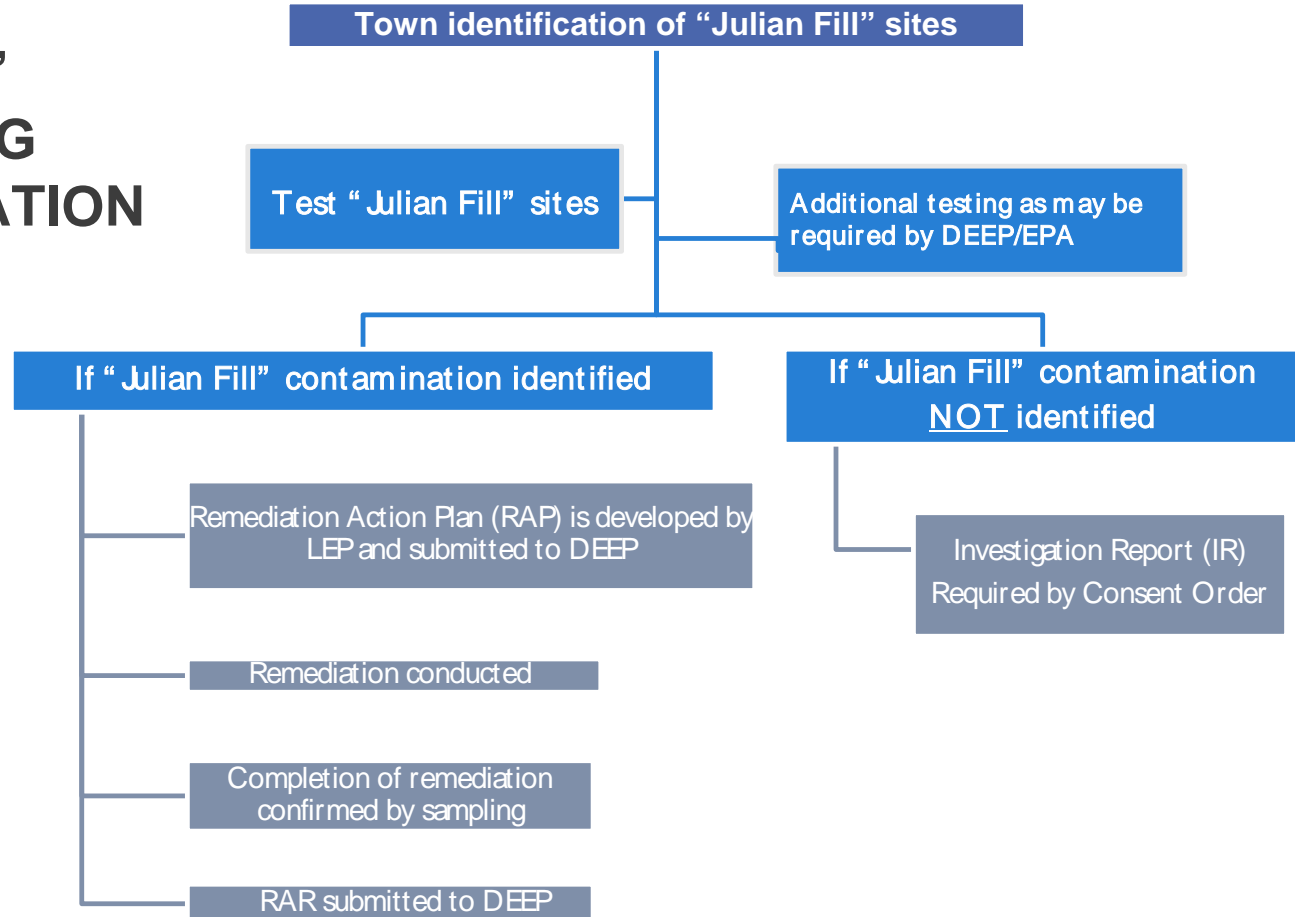 Town identification of “Julian Fill” sites
”
G
ATION
Test “Julian Fill” sites
Additional testing as may be
required by DEEP/EPA
If “Julian Fill” contamination identified
If “Julian Fill” contamination
NOT identified
Remediation Action Plan (RAP) is developed by
LEP and submitted to DEEP
Investigation Report (IR)
Required by Consent Order
Remediation conducted
Completion of remediation
confirmed by sampling
RAR submitted to DEEP